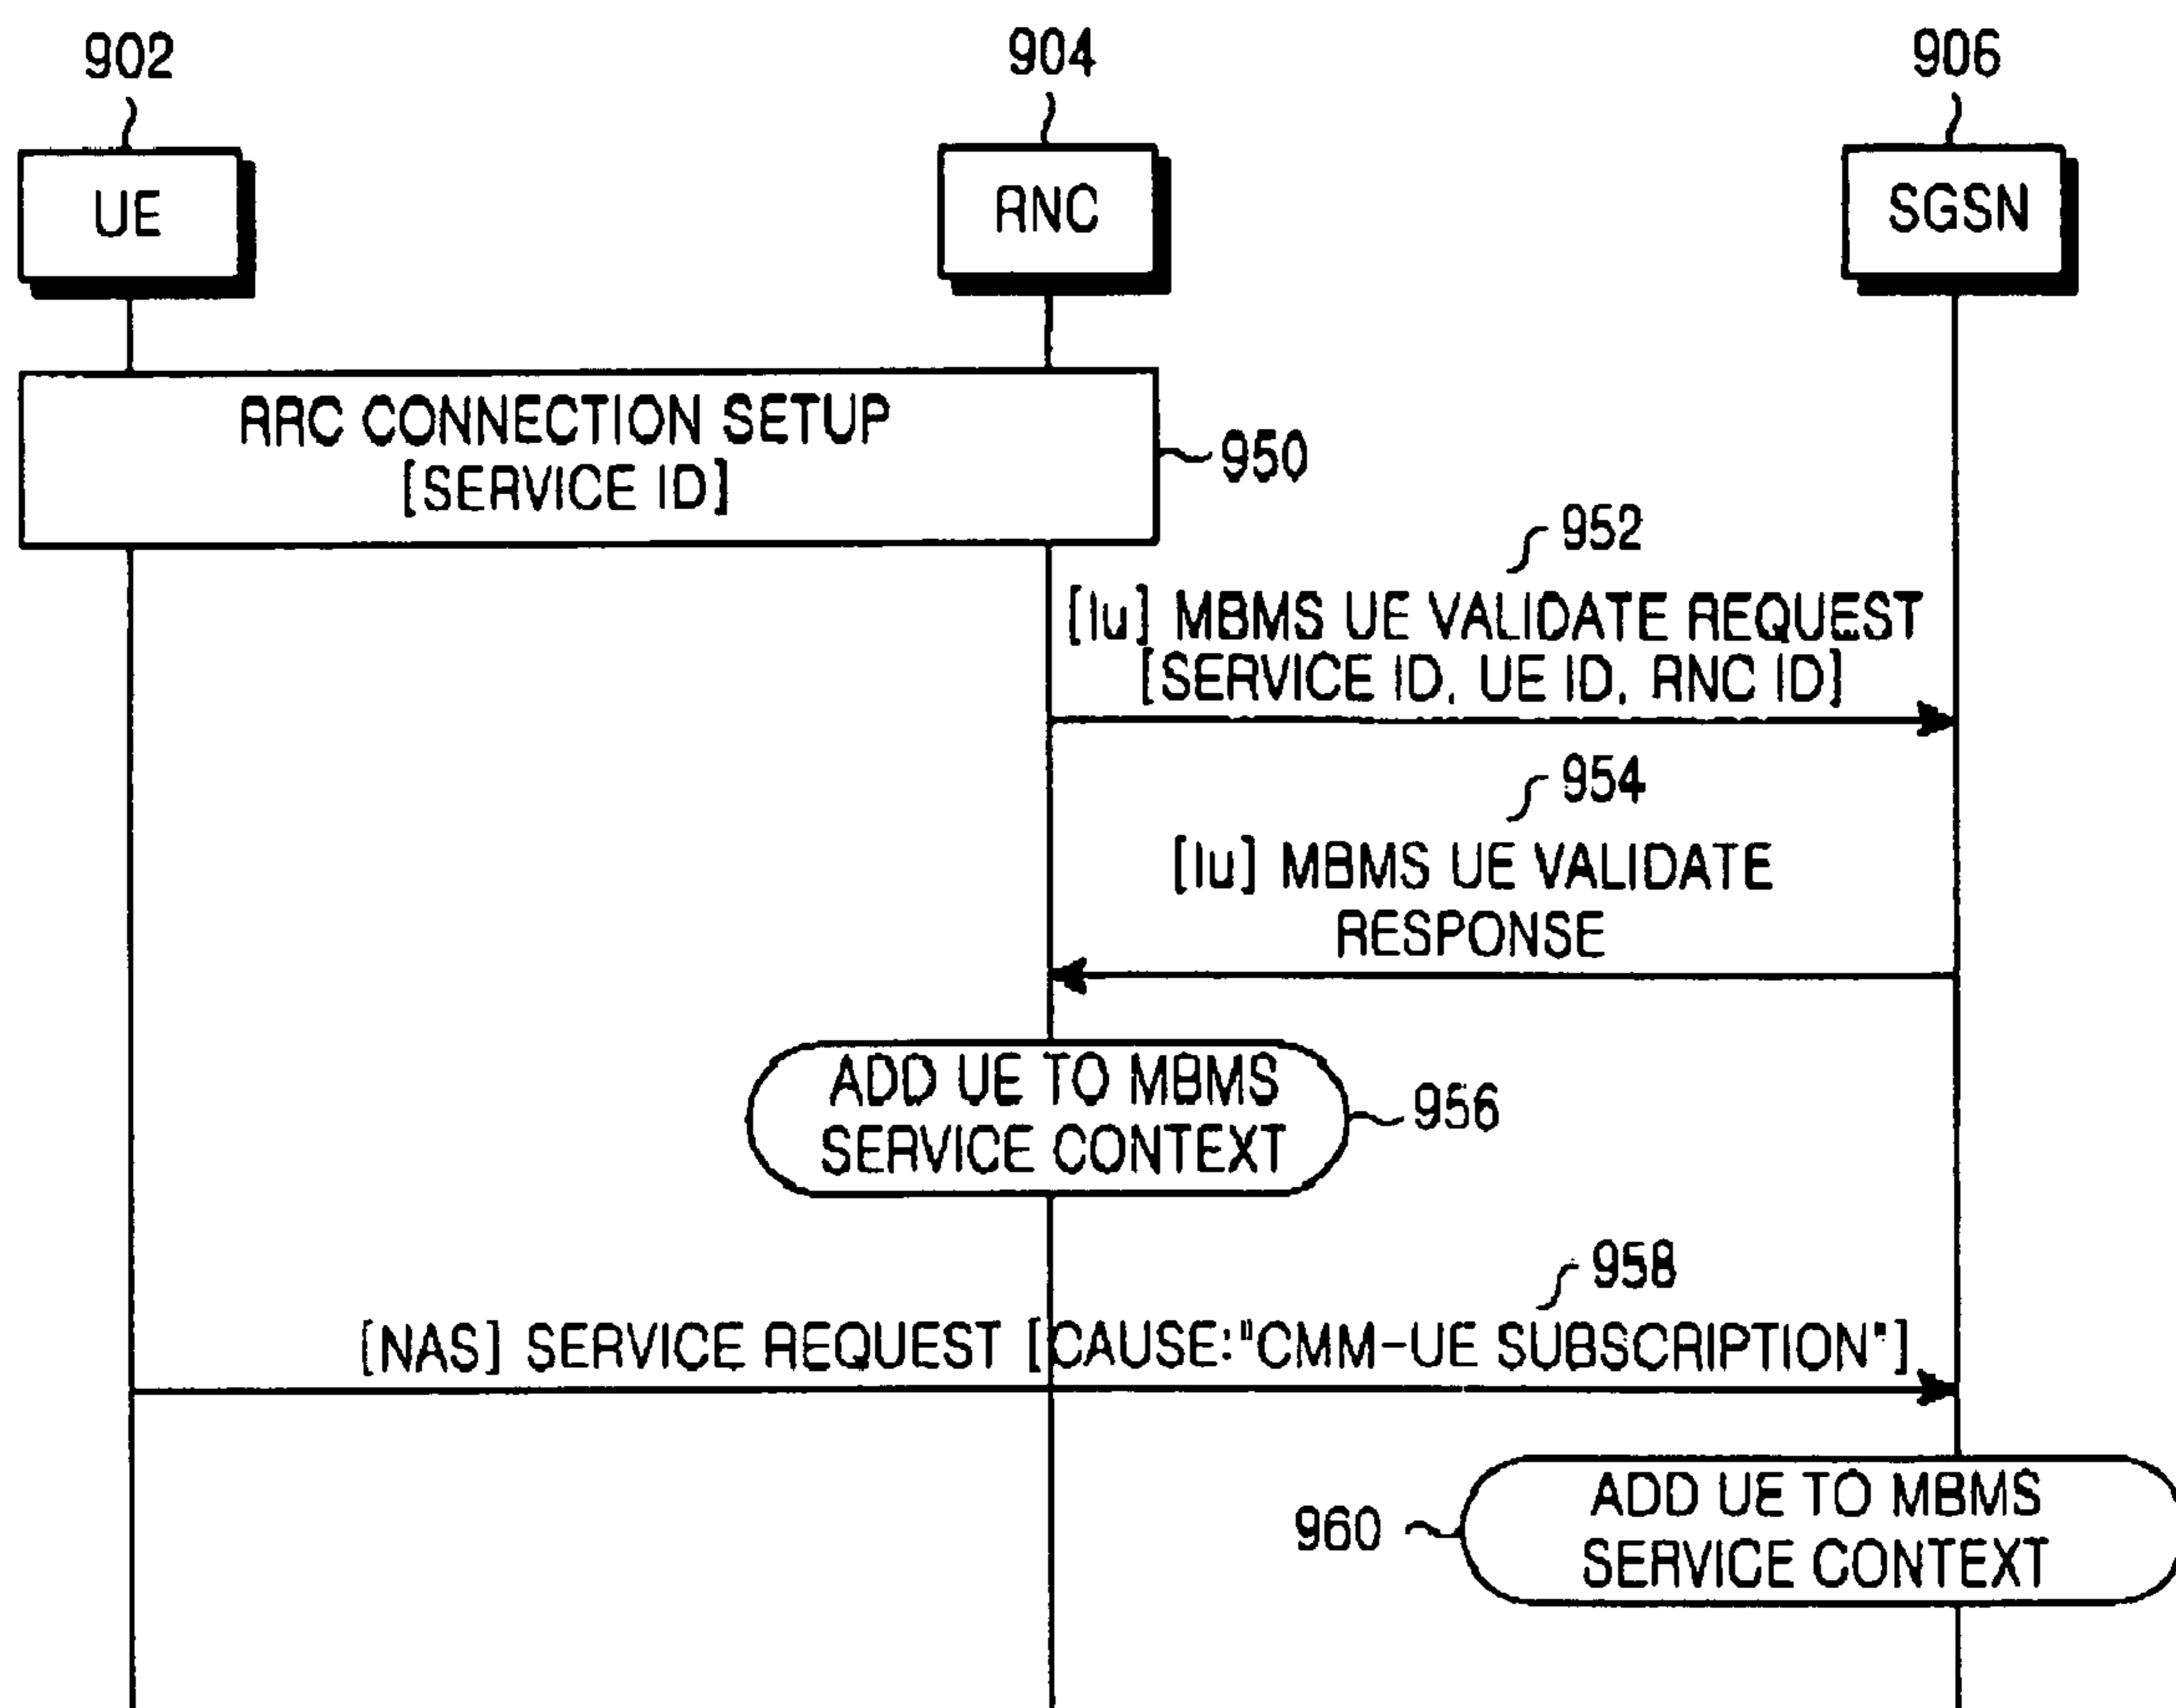 902
904
906
UE
RNC
SGSN
RRC CONNECTION SETUP
[SERVICE ID]
950
952
[Iu] MBMS UE VALIDATE REQUEST
[SERVICE ID, UE ID, RNC ID]
954
[Iu] MBMS UE VALIDATE
RESPONSE
ADD UE TO MBMS
SERVICE CONTEXT
956
958
[NAS] SERVICE REQUEST [CAUSE:"CMM-UE SUBSCRIPTION"]
960
ADD UE TO MBMS
SERVICE CONTEXT